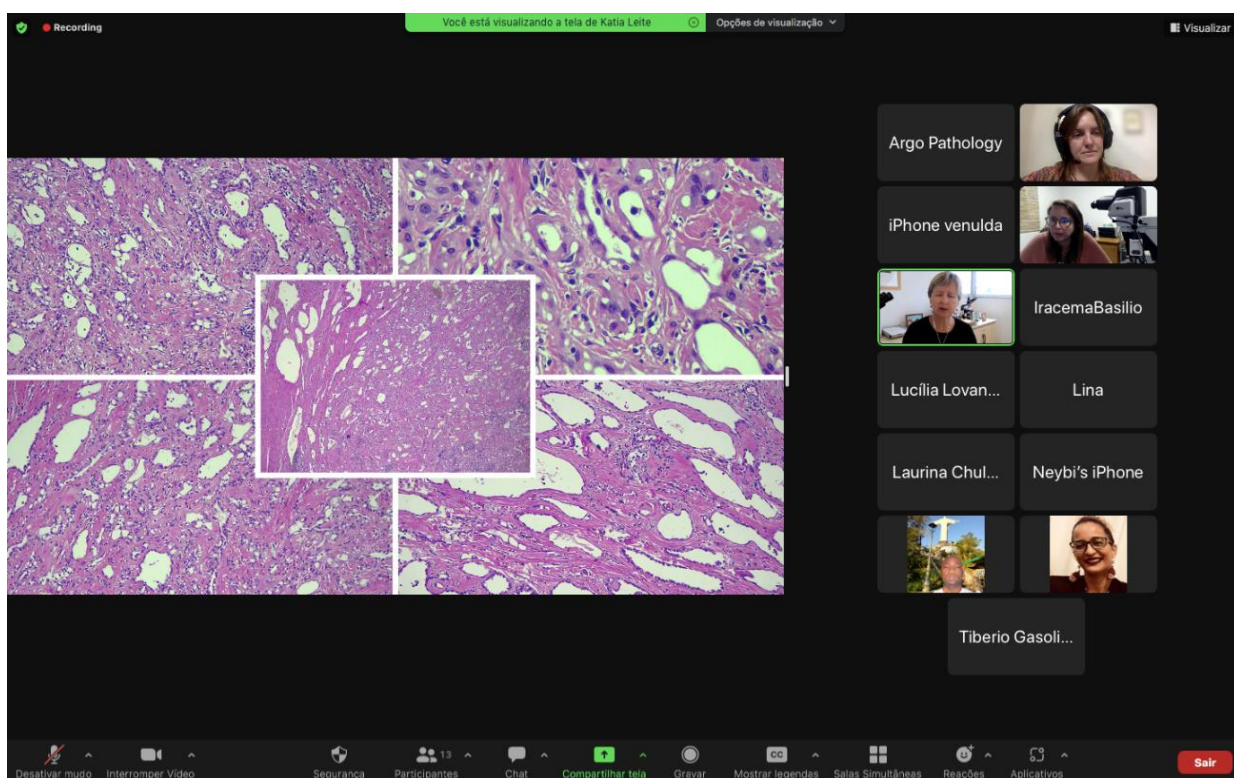 Recording
Você está visualizando a tela de Katia Leite
Opções de visualização
Visualizar
Argo Pathology
iPhone venulda
IracemaBasilio
Lucília Lovan...
Lina
Laurina Chul...
Neybi's iPhone
Tiberio Gasoli...
13
CC
Desativar mudo
Interromper Vídeo
Segurança
Participantes
Chat
Compartilhar tela
Gravar
Mostrar legendas
Salas Simultâneas
Reações
Aplicativos
Sair